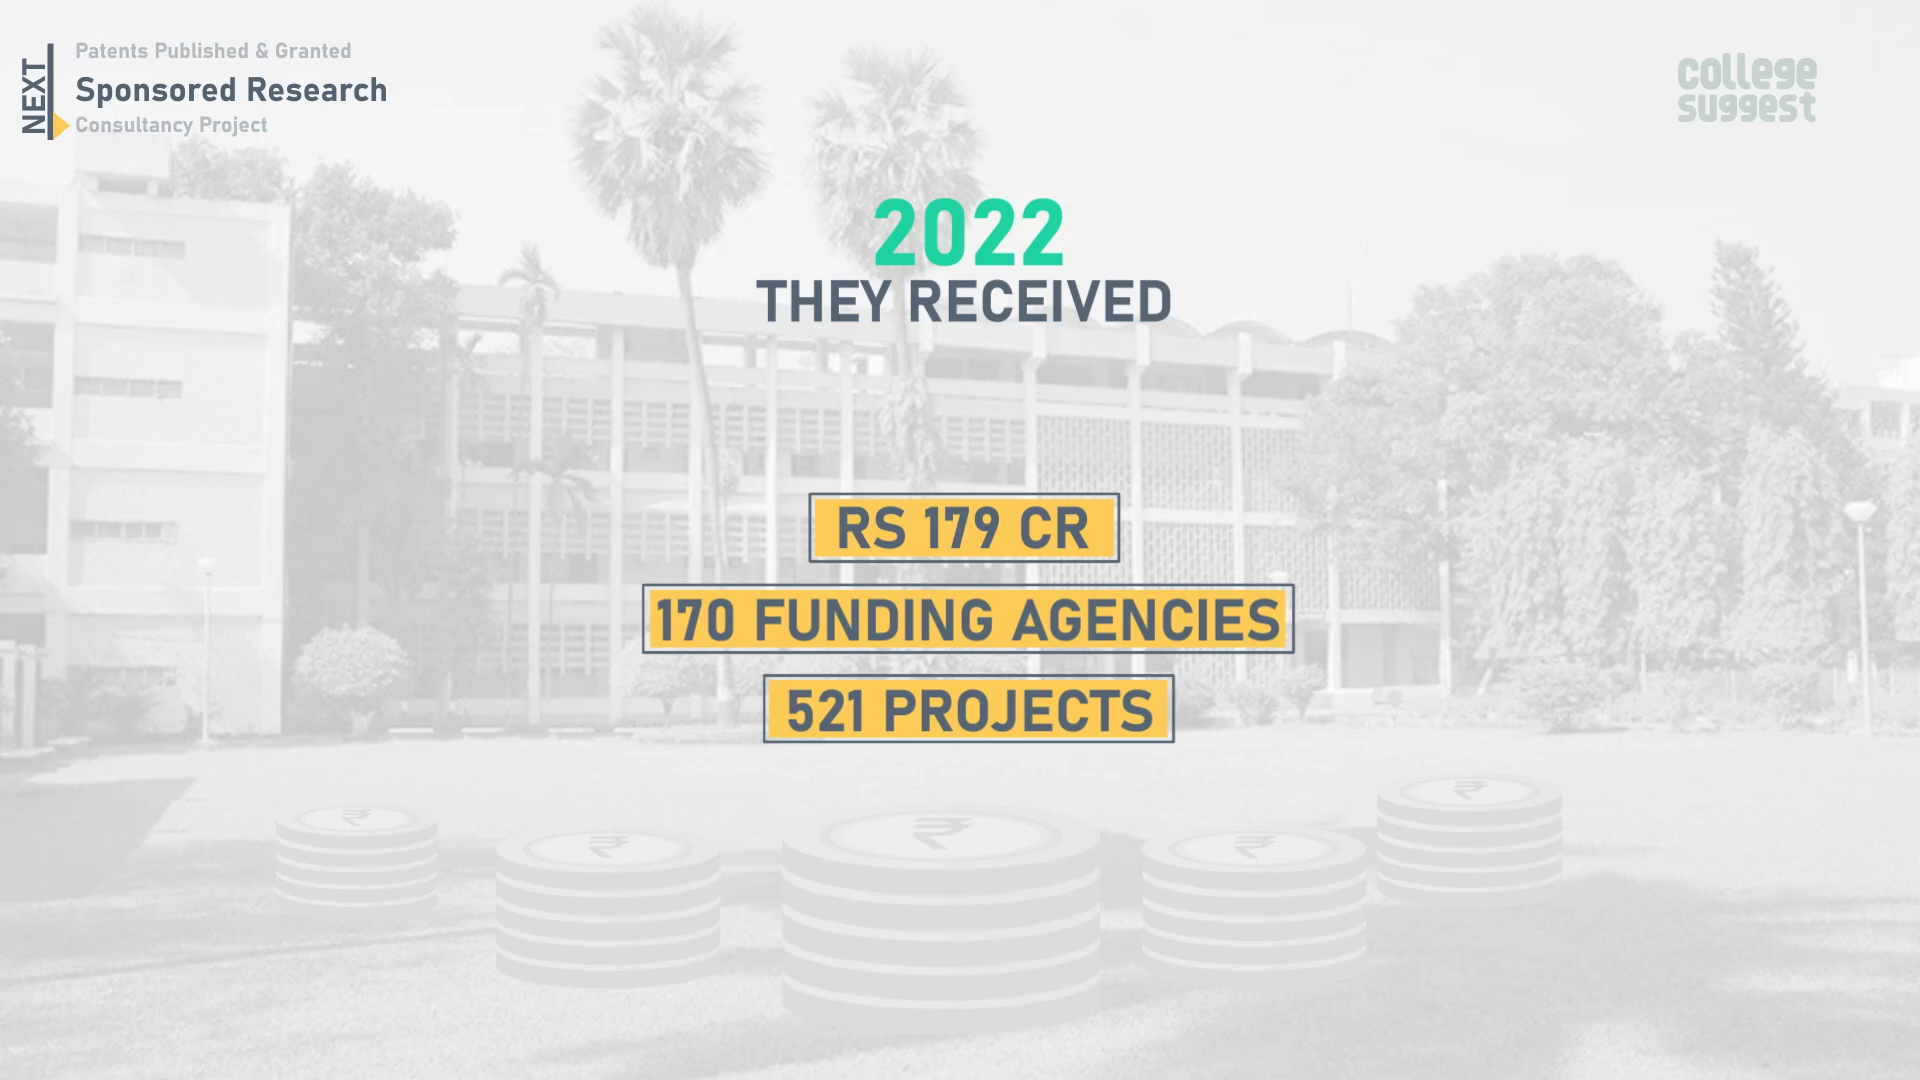 NEXT
Patents Published & Granted
Sponsored Research
Consultancy Project
college
suggest
2022
THEY RECEIVED
RS 179 CR
170 FUNDING AGENCIES
521 PROJECTS
₹ ₹ ₹ ₹ ₹